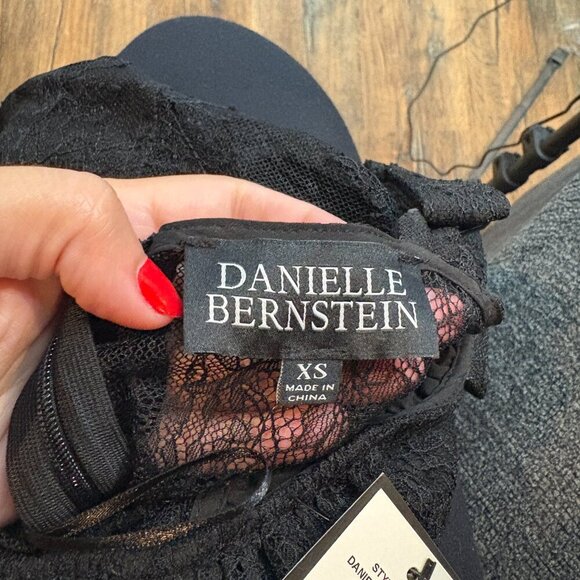 DANIELLE
BERNSTEIN
XS
MADE IN
CHINA